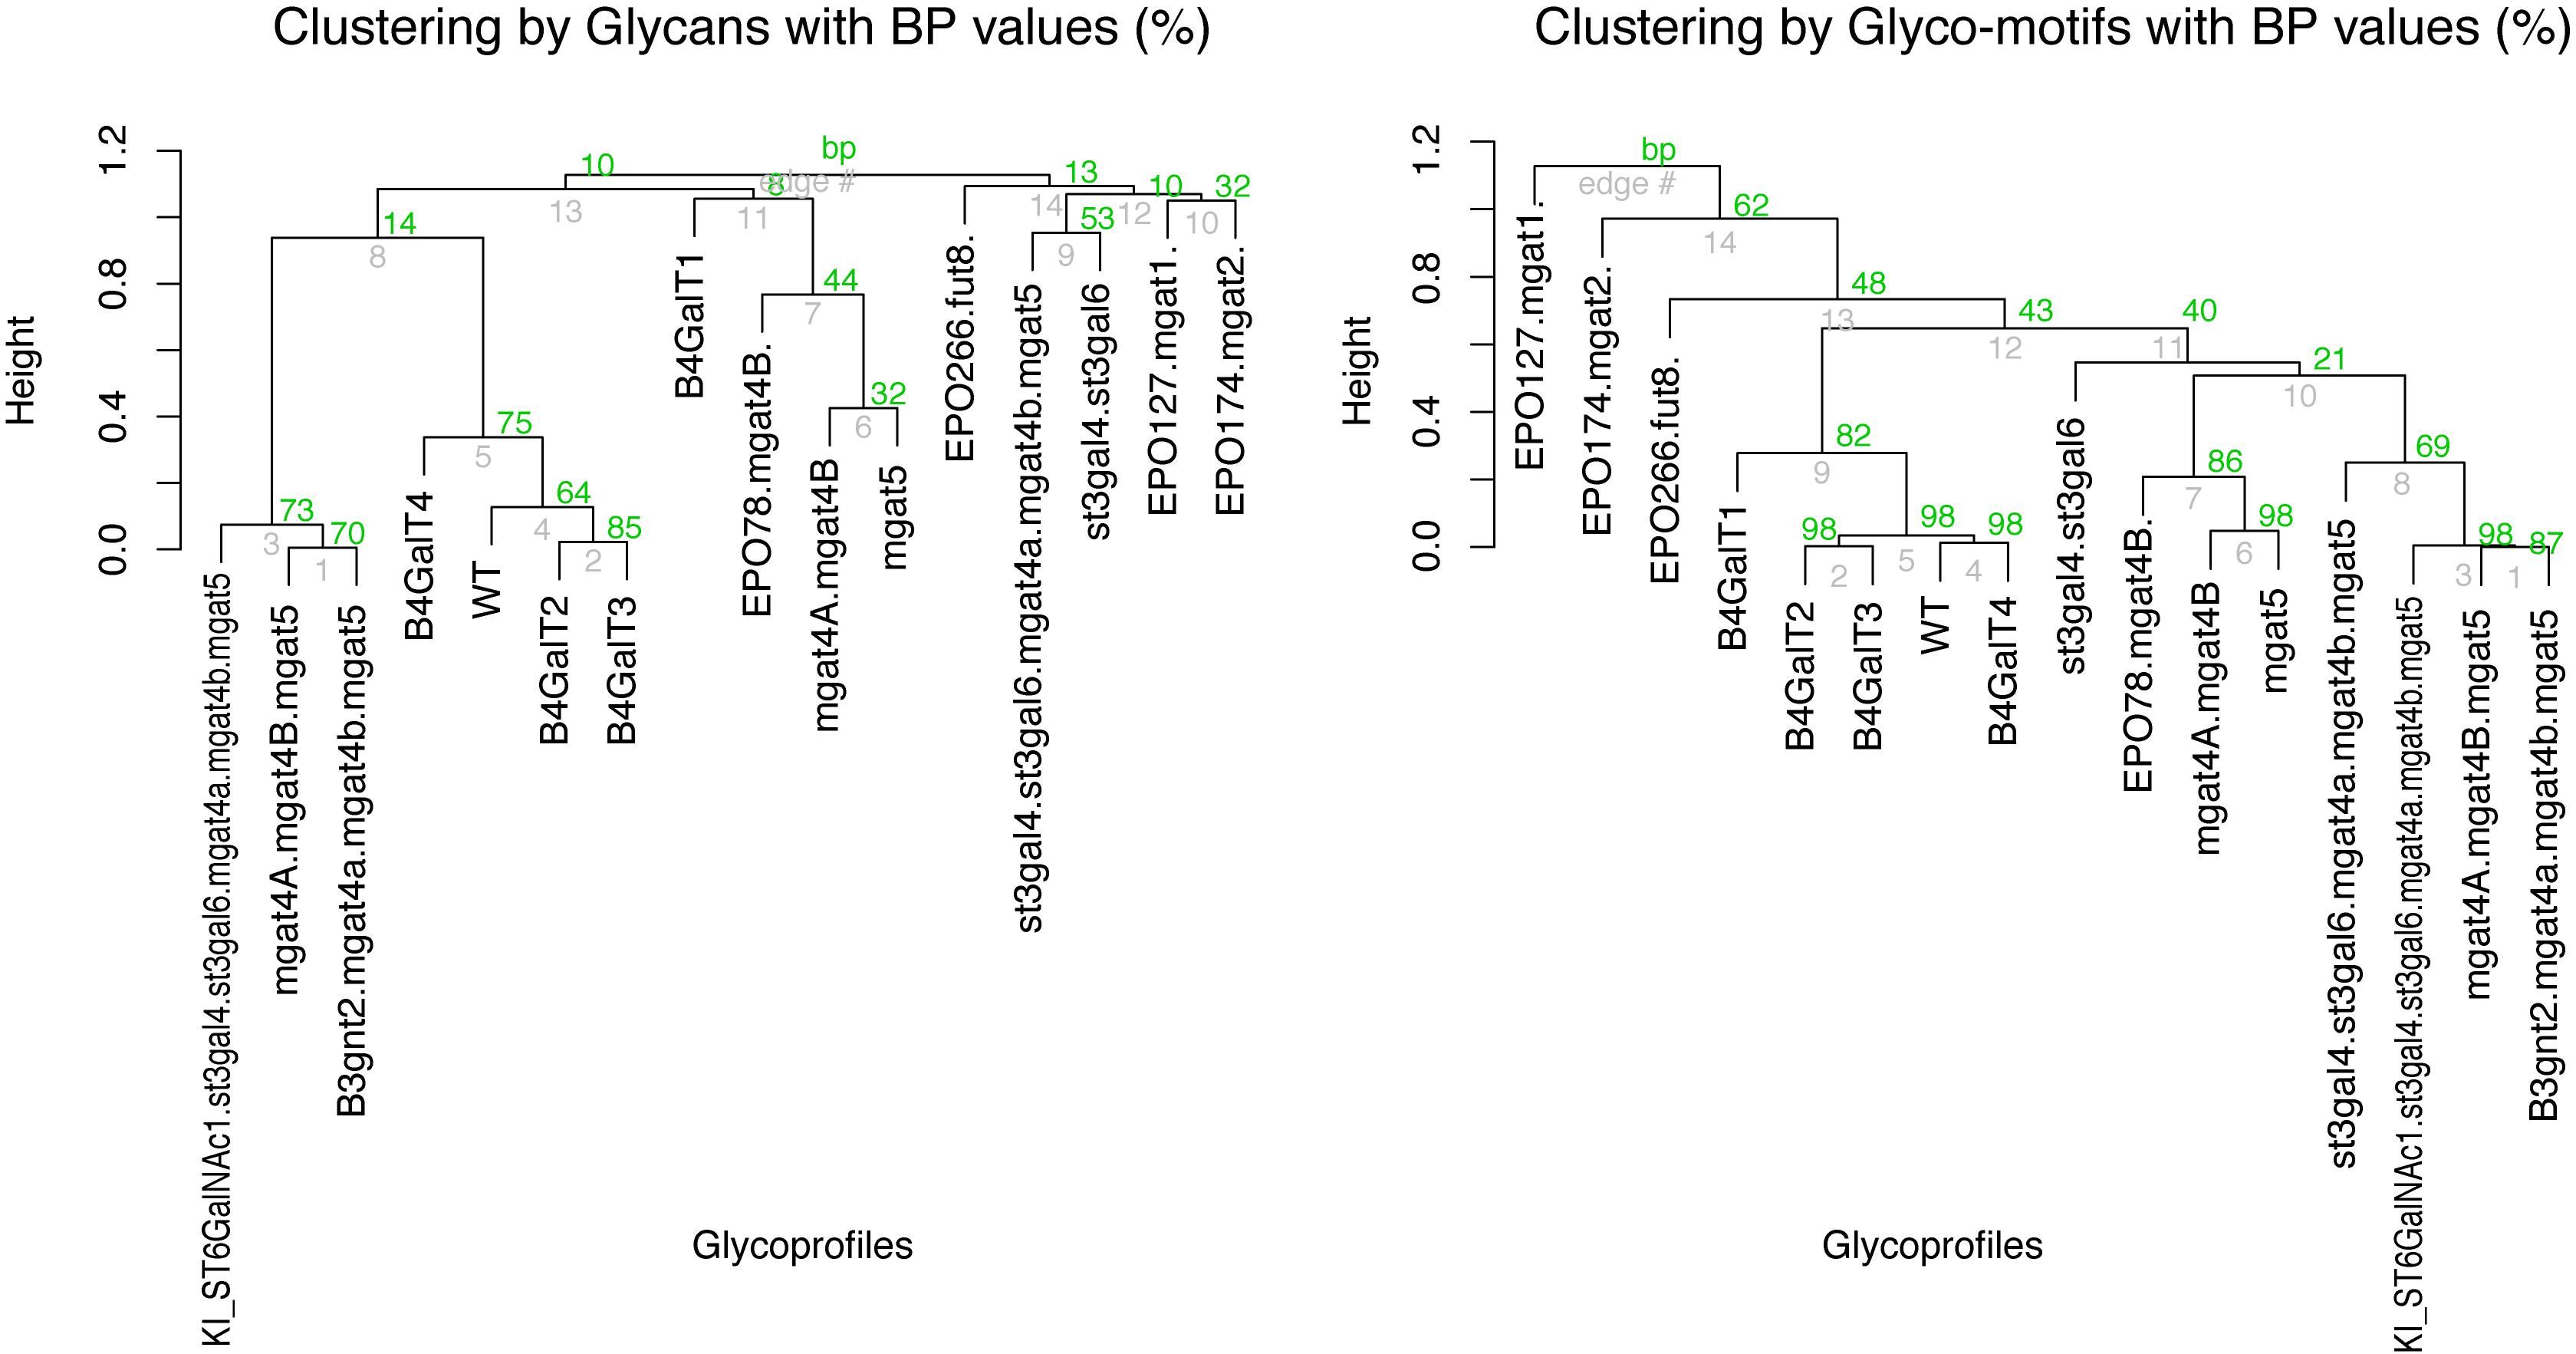 Clustering by Glycans with BP values (%)
Height
0.0
0.4
0.8
1.2
bp
edge #
10
13
8
11
13
14
10
12
32
10
53
9
14
8
44
7
32
6
75
5
64
4
85
2
73
3
70
1
KI_ST6GalNAc1.st3gal4.st3gal6.mgat4a.mgat4b.mgat5
mgat4A.mgat4B.mgat5
B3gnt2.mgat4a.mgat4b.mgat5
B4GalT4
WT
B4GalT2
B4GalT3
B4GalT1
EPO78.mgat4B.
mgat4A.mgat4B
mgat5
EPO266.fut8.
st3gal4.st3gal6.mgat4a.mgat4b.mgat5
st3gal4.st3gal6
EPO127.mgat1.
EPO174.mgat2.
Glycoprofiles
Clustering by Glyco-motifs with BP values (%)
Height
0.0
0.4
0.8
1.2
bp
edge #
62
14
48
13
43
12
40
11
21
10
82
9
69
8
86
7
98
6
98
5
98
4
98
2
98
3
87
1
EPO127.mgat1.
EPO174.mgat2.
EPO266.fut8.
B4GalT1
B4GalT2
B4GalT3
WT
B4GalT4
st3gal4.st3gal6
EPO78.mgat4B.
mgat4A.mgat4B
mgat5
st3gal4.st3gal6.mgat4a.mgat4b.mgat5
KI_ST6GalNAc1.st3gal4.st3gal6.mgat4a.mgat4b.mgat5
mgat4A.mgat4B.mgat5
B3gnt2.mgat4a.mgat4b.mgat5
Glycoprofiles